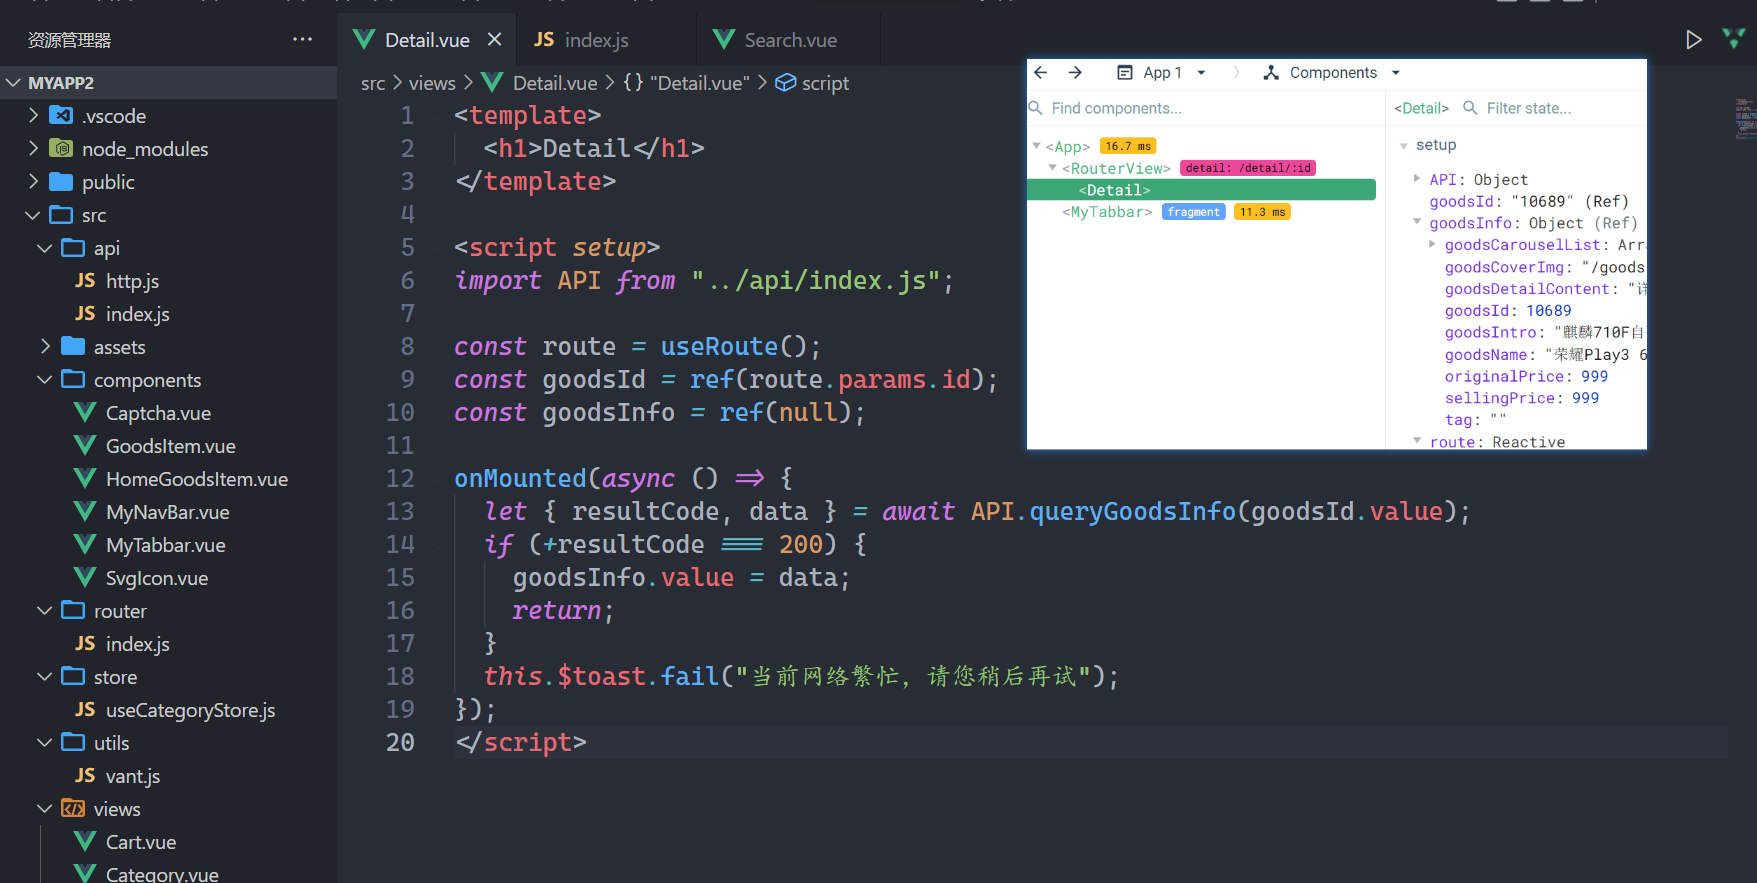 资源管理器 ···
MYAPP2
.vscode
node_modules
public
src
api
http.js
index.js
assets
components
Captcha.vue
GoodsItem.vue
HomeGoodsItem.vue
MyNavBar.vue
MyTabbar.vue
SvgIcon.vue
router
index.js
store
useCategoryStore.js
utils
vant.js
views
Cart.vue
Category.vue
Detail.vue
JS index.js
Search.vue
src > views > Detail.vue > {} "Detail.vue" > script
1 <template>
2 <h1>Detail</h1>
3 </template>
4
5 <script setup>
6 import API from "../api/index.js";
7
8 const route = useRoute();
9 const goodsId = ref(route.params.id);
10 const goodsInfo = ref(null);
11
12 onMounted(async () => {
13 let { resultCode, data } = await API.queryGoodsInfo(goodsId.value);
14 if (+resultCode === 200) {
15 goodsInfo.value = data;
16 return;
17 }
18 this.$toast.fail("当前网络繁忙，请您稍后再试");
19 });
20 </script>
App 1
Components
Find components...
<App> 16.7 ms
<RouterView> detail: /detail/:id
<Detail>
<MyTabbar> fragment 11.3 ms
<Detail> Filter state...
setup
API: Object
goodsId: "10689" (Ref)
goodsInfo: Object (Ref)
goodsCarouselList: Arr
goodsCoverImg: "/goods
goodsDetailContent: "详
goodsId: 10689
goodsIntro: "麒麟710F自
goodsName: "荣耀Play3 6
originalPrice: 999
sellingPrice: 999
tag: ""
route: Reactive